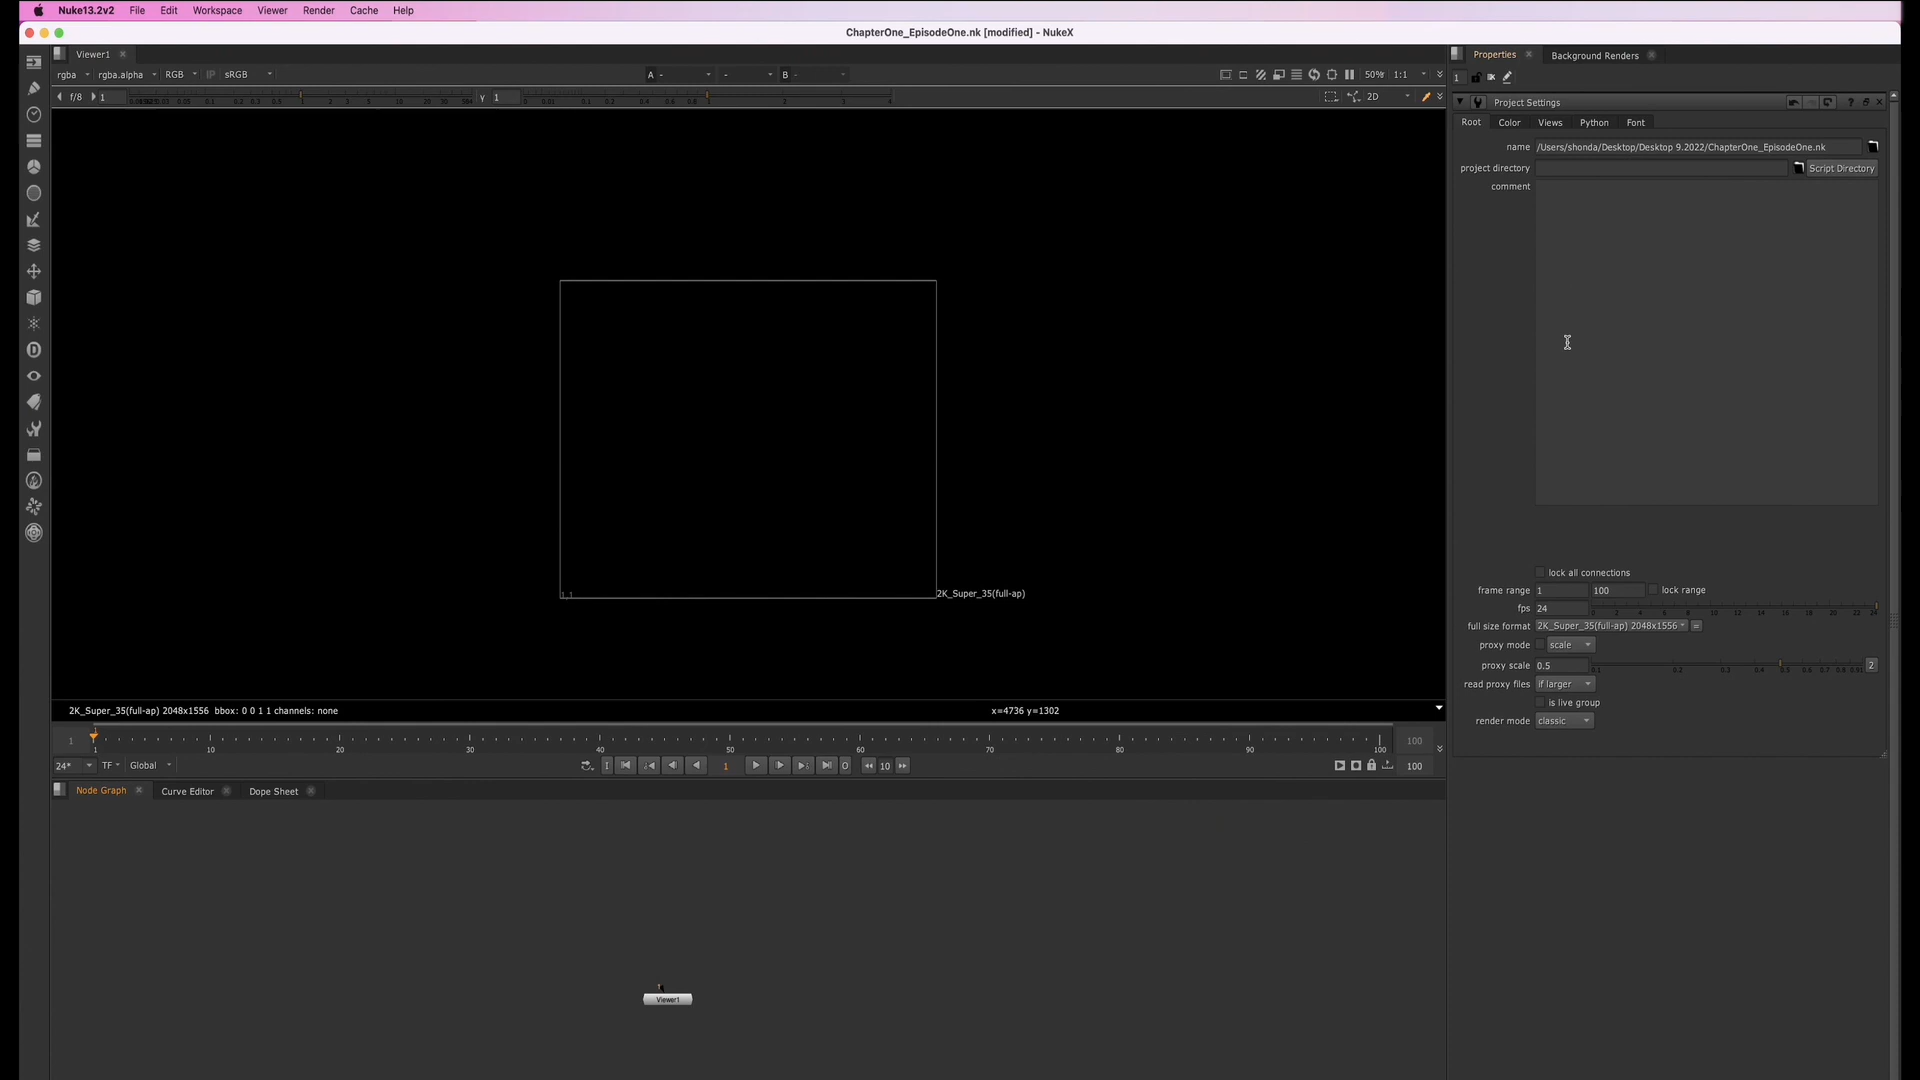 Nuke13.2v2 File Edit Workspace Viewer Render Cache Help
ChapterOne_EpisodeOne.nk [modified] - NukeX
Viewer1
rgba rgba.alpha RGB IP sRGB A - - B - 50% 1:1
f/8 1 Y 1 2D
2K_Super_35(full-ap)
1,1
2K_Super_35(full-ap) 2048x1556 bbox: 0 0 1 1 channels: none x=4736 y=1302
1 1 10 20 30 40 50 60 70 80 90 100 100
24* TF Global I 1 O 10 100
Node Graph Curve Editor Dope Sheet
Viewer1
Properties Background Renders
1
Project Settings
Root Color Views Python Font
name /Users/shonda/Desktop/Desktop 9.2022/ChapterOne_EpisodeOne.nk
project directory Script Directory
comment
lock all connections
frame range 1 100 lock range
fps 24
full size format 2K_Super_35(full-ap) 2048x1556 =
proxy mode scale
proxy scale 0.5 2
read proxy files if larger
is live group
render mode classic